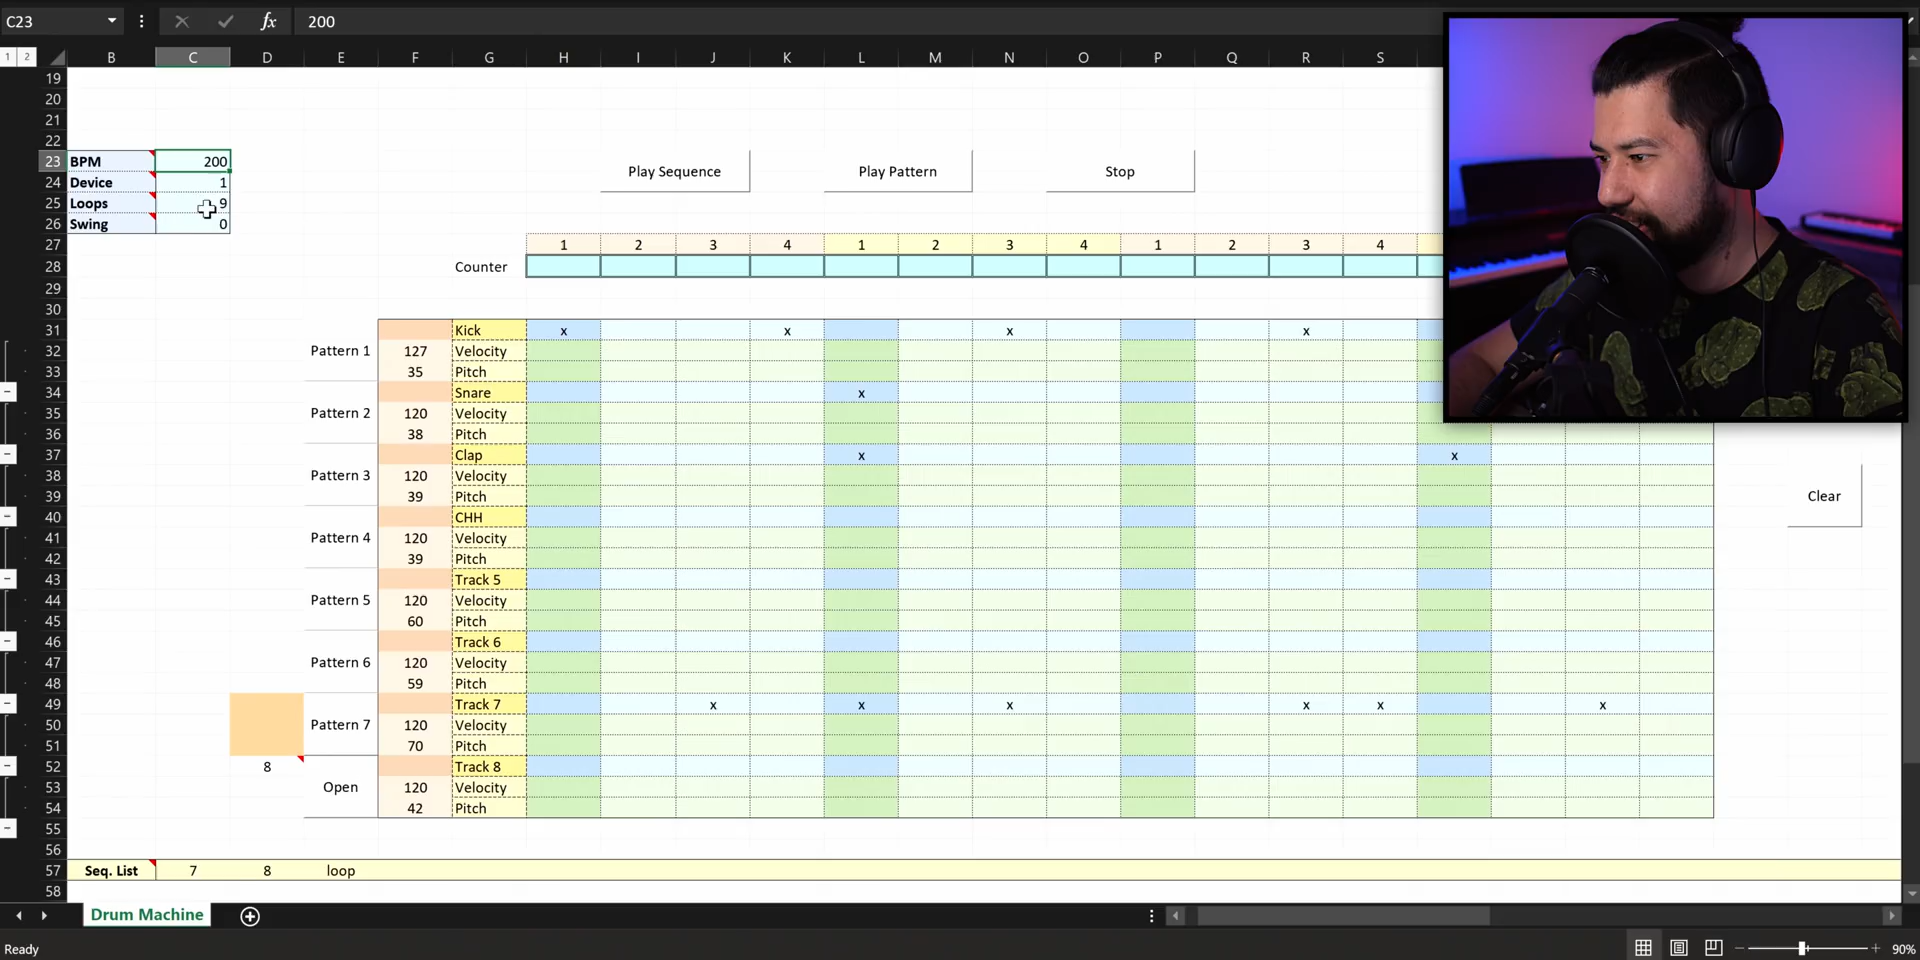 C23 fx 200
1 2 B C D E F G H I J K L M N O P Q R S
19
20
21
22
23 BPM 200 Play Sequence Play Pattern Stop
24 Device 1
25 Loops 9
26 Swing 0
27 1 2 3 4 1 2 3 4 1 2 3 4
28 Counter
29
30
31 Kick x x x x
32 Pattern 1 127 Velocity
33 35 Pitch
34 Snare x
35 Pattern 2 120 Velocity
36 38 Pitch
37 Clap x x
38 Pattern 3 120 Velocity
39 39 Pitch Clear
40 CHH
41 Pattern 4 120 Velocity
42 39 Pitch
43 Track 5
44 Pattern 5 120 Velocity
45 60 Pitch
46 Track 6
47 Pattern 6 120 Velocity
48 59 Pitch
49 Track 7 x x x x x x
50 Pattern 7 120 Velocity
51 70 Pitch
52 8 Track 8
53 Open 120 Velocity
54 42 Pitch
55
56
57 Seq. List 7 8 loop
58
Drum Machine
Ready 90%